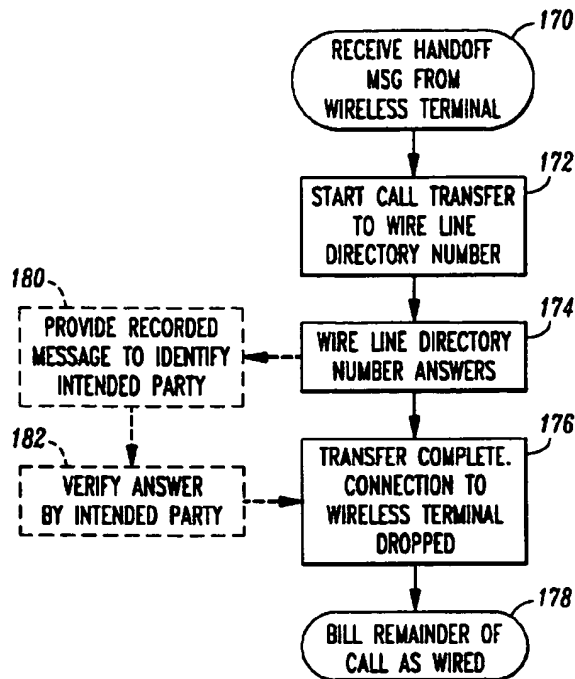 170
RECEIVE HANDOFF
MSG FROM
WIRELESS TERMINAL
172
START CALL TRANSFER
TO WIRE LINE
DIRECTORY NUMBER
180
PROVIDE RECORDED
MESSAGE TO IDENTIFY
INTENDED PARTY
174
WIRE LINE DIRECTORY
NUMBER ANSWERS
182
VERIFY ANSWER
BY INTENDED PARTY
176
TRANSFER COMPLETE.
CONNECTION TO
WIRELESS TERMINAL
DROPPED
178
BILL REMAINDER OF
CALL AS WIRED